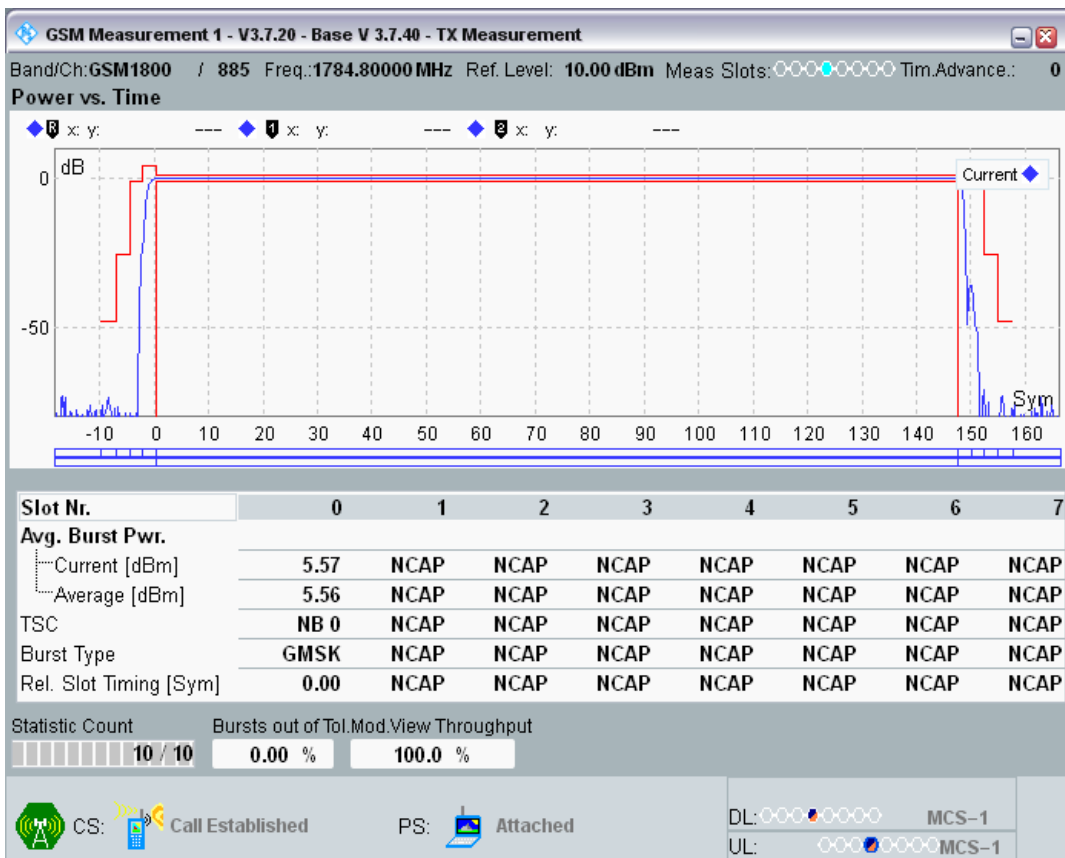 GSM Measurement 1 - V3.7.20 - Base V 3.7.40 - TX Measurement
Band/Ch:GSM1800 / 885 Freq.:1784.80000 MHz Ref. Level: 10.00 dBm Meas Slots: Tim.Advance.: 0
Power vs. Time
R x: y: --- 1 x: y: --- 2 x: y: ---
dB
Current
0
-50
Sym
-10 0 10 20 30 40 50 60 70 80 90 100 110 120 130 140 150 160
Slot Nr. 0 1 2 3 4 5 6 7
Avg. Burst Pwr.
Current [dBm] 5.57 NCAP NCAP NCAP NCAP NCAP NCAP NCAP
Average [dBm] 5.56 NCAP NCAP NCAP NCAP NCAP NCAP NCAP
TSC NB 0 NCAP NCAP NCAP NCAP NCAP NCAP NCAP
Burst Type GMSK NCAP NCAP NCAP NCAP NCAP NCAP NCAP
Rel. Slot Timing [Sym] 0.00 NCAP NCAP NCAP NCAP NCAP NCAP NCAP
Statistic Count Bursts out of Tol.Mod.View Throughput
10 / 10 0.00 % 100.0 %
CS: Call Established PS: Attached DL: MCS-1
UL: MCS-1